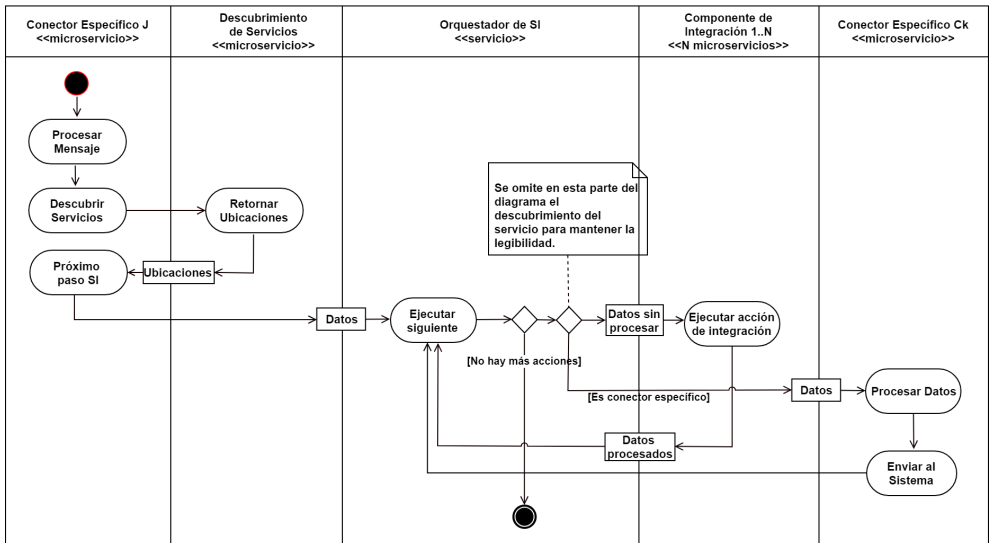 Conector Específico J
<<microservicio>>
Descubrimiento
de Servicios
<<microservicio>>
Orquestador de SI
<<servicio>>
Componente de
Integración 1..N
<<N microservicios>>
Conector Específico Ck
<<microservicio>>
Procesar
Mensaje
Descubrir
Servicios
Retornar
Ubicaciones
Se omite en esta parte del
diagrama el
descubrimiento del
servicio para mantener la
legibilidad.
Próximo
paso SI
Ubicaciones
Datos
Ejecutar
siguiente
Datos sin
procesar
Ejecutar acción
de integración
[No hay más acciones]
[Es conector específico]
Datos
Procesar Datos
Datos
procesados
Enviar al
Sistema